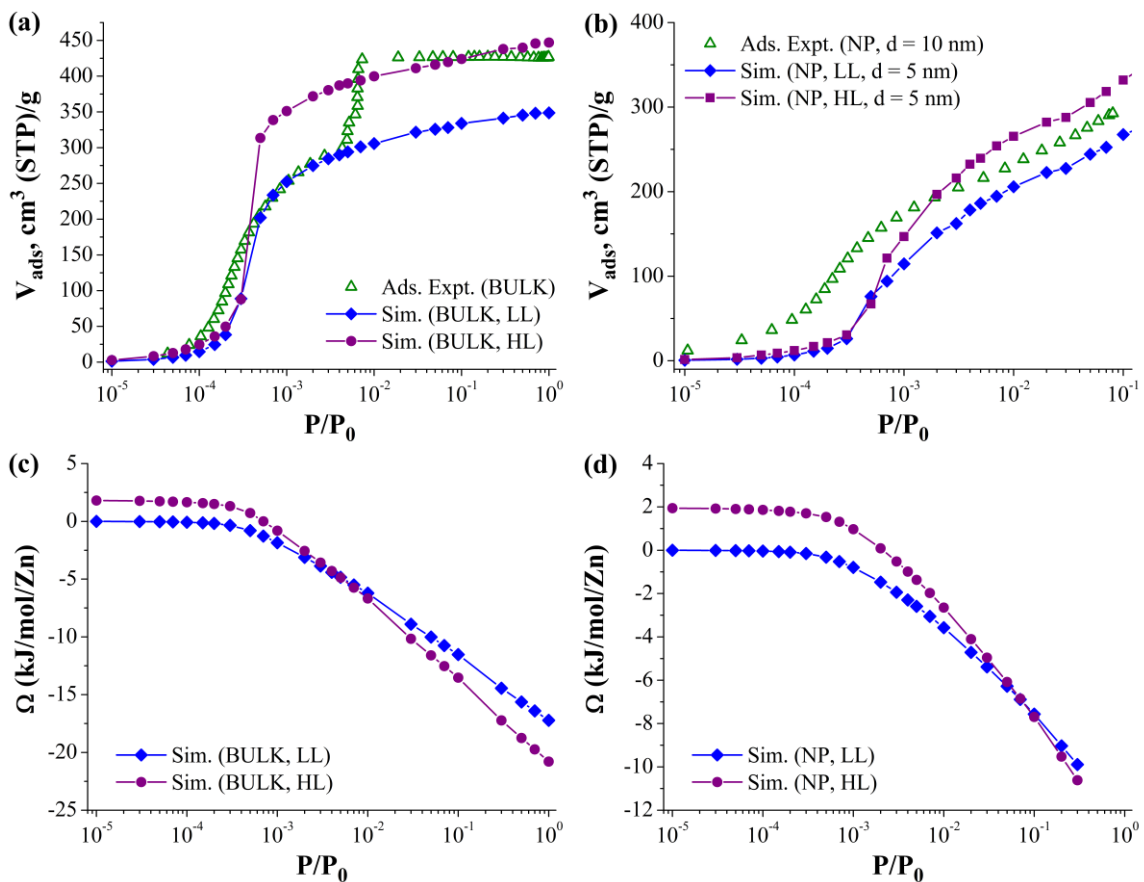 (a)
V_ads, cm³ (STP)/g
450
400
350
300
250
200
150
100
50
0
Ads. Expt. (BULK)
Sim. (BULK, LL)
Sim. (BULK, HL)
10⁻⁵ 10⁻⁴ 10⁻³ 10⁻² 10⁻¹ 10⁰
P/P₀
(b)
V_ads, cm³ (STP)/g
400
300
200
100
0
Ads. Expt. (NP, d = 10 nm)
Sim. (NP, LL, d = 5 nm)
Sim. (NP, HL, d = 5 nm)
10⁻⁵ 10⁻⁴ 10⁻³ 10⁻² 10⁻¹
P/P₀
(c)
Ω (kJ/mol/Zn)
5
0
-5
-10
-15
-20
-25
Sim. (BULK, LL)
Sim. (BULK, HL)
10⁻⁵ 10⁻⁴ 10⁻³ 10⁻² 10⁻¹ 10⁰
P/P₀
(d)
Ω (kJ/mol/Zn)
4
2
0
-2
-4
-6
-8
-10
-12
Sim. (NP, LL)
Sim. (NP, HL)
10⁻⁵ 10⁻⁴ 10⁻³ 10⁻² 10⁻¹ 10⁰
P/P₀